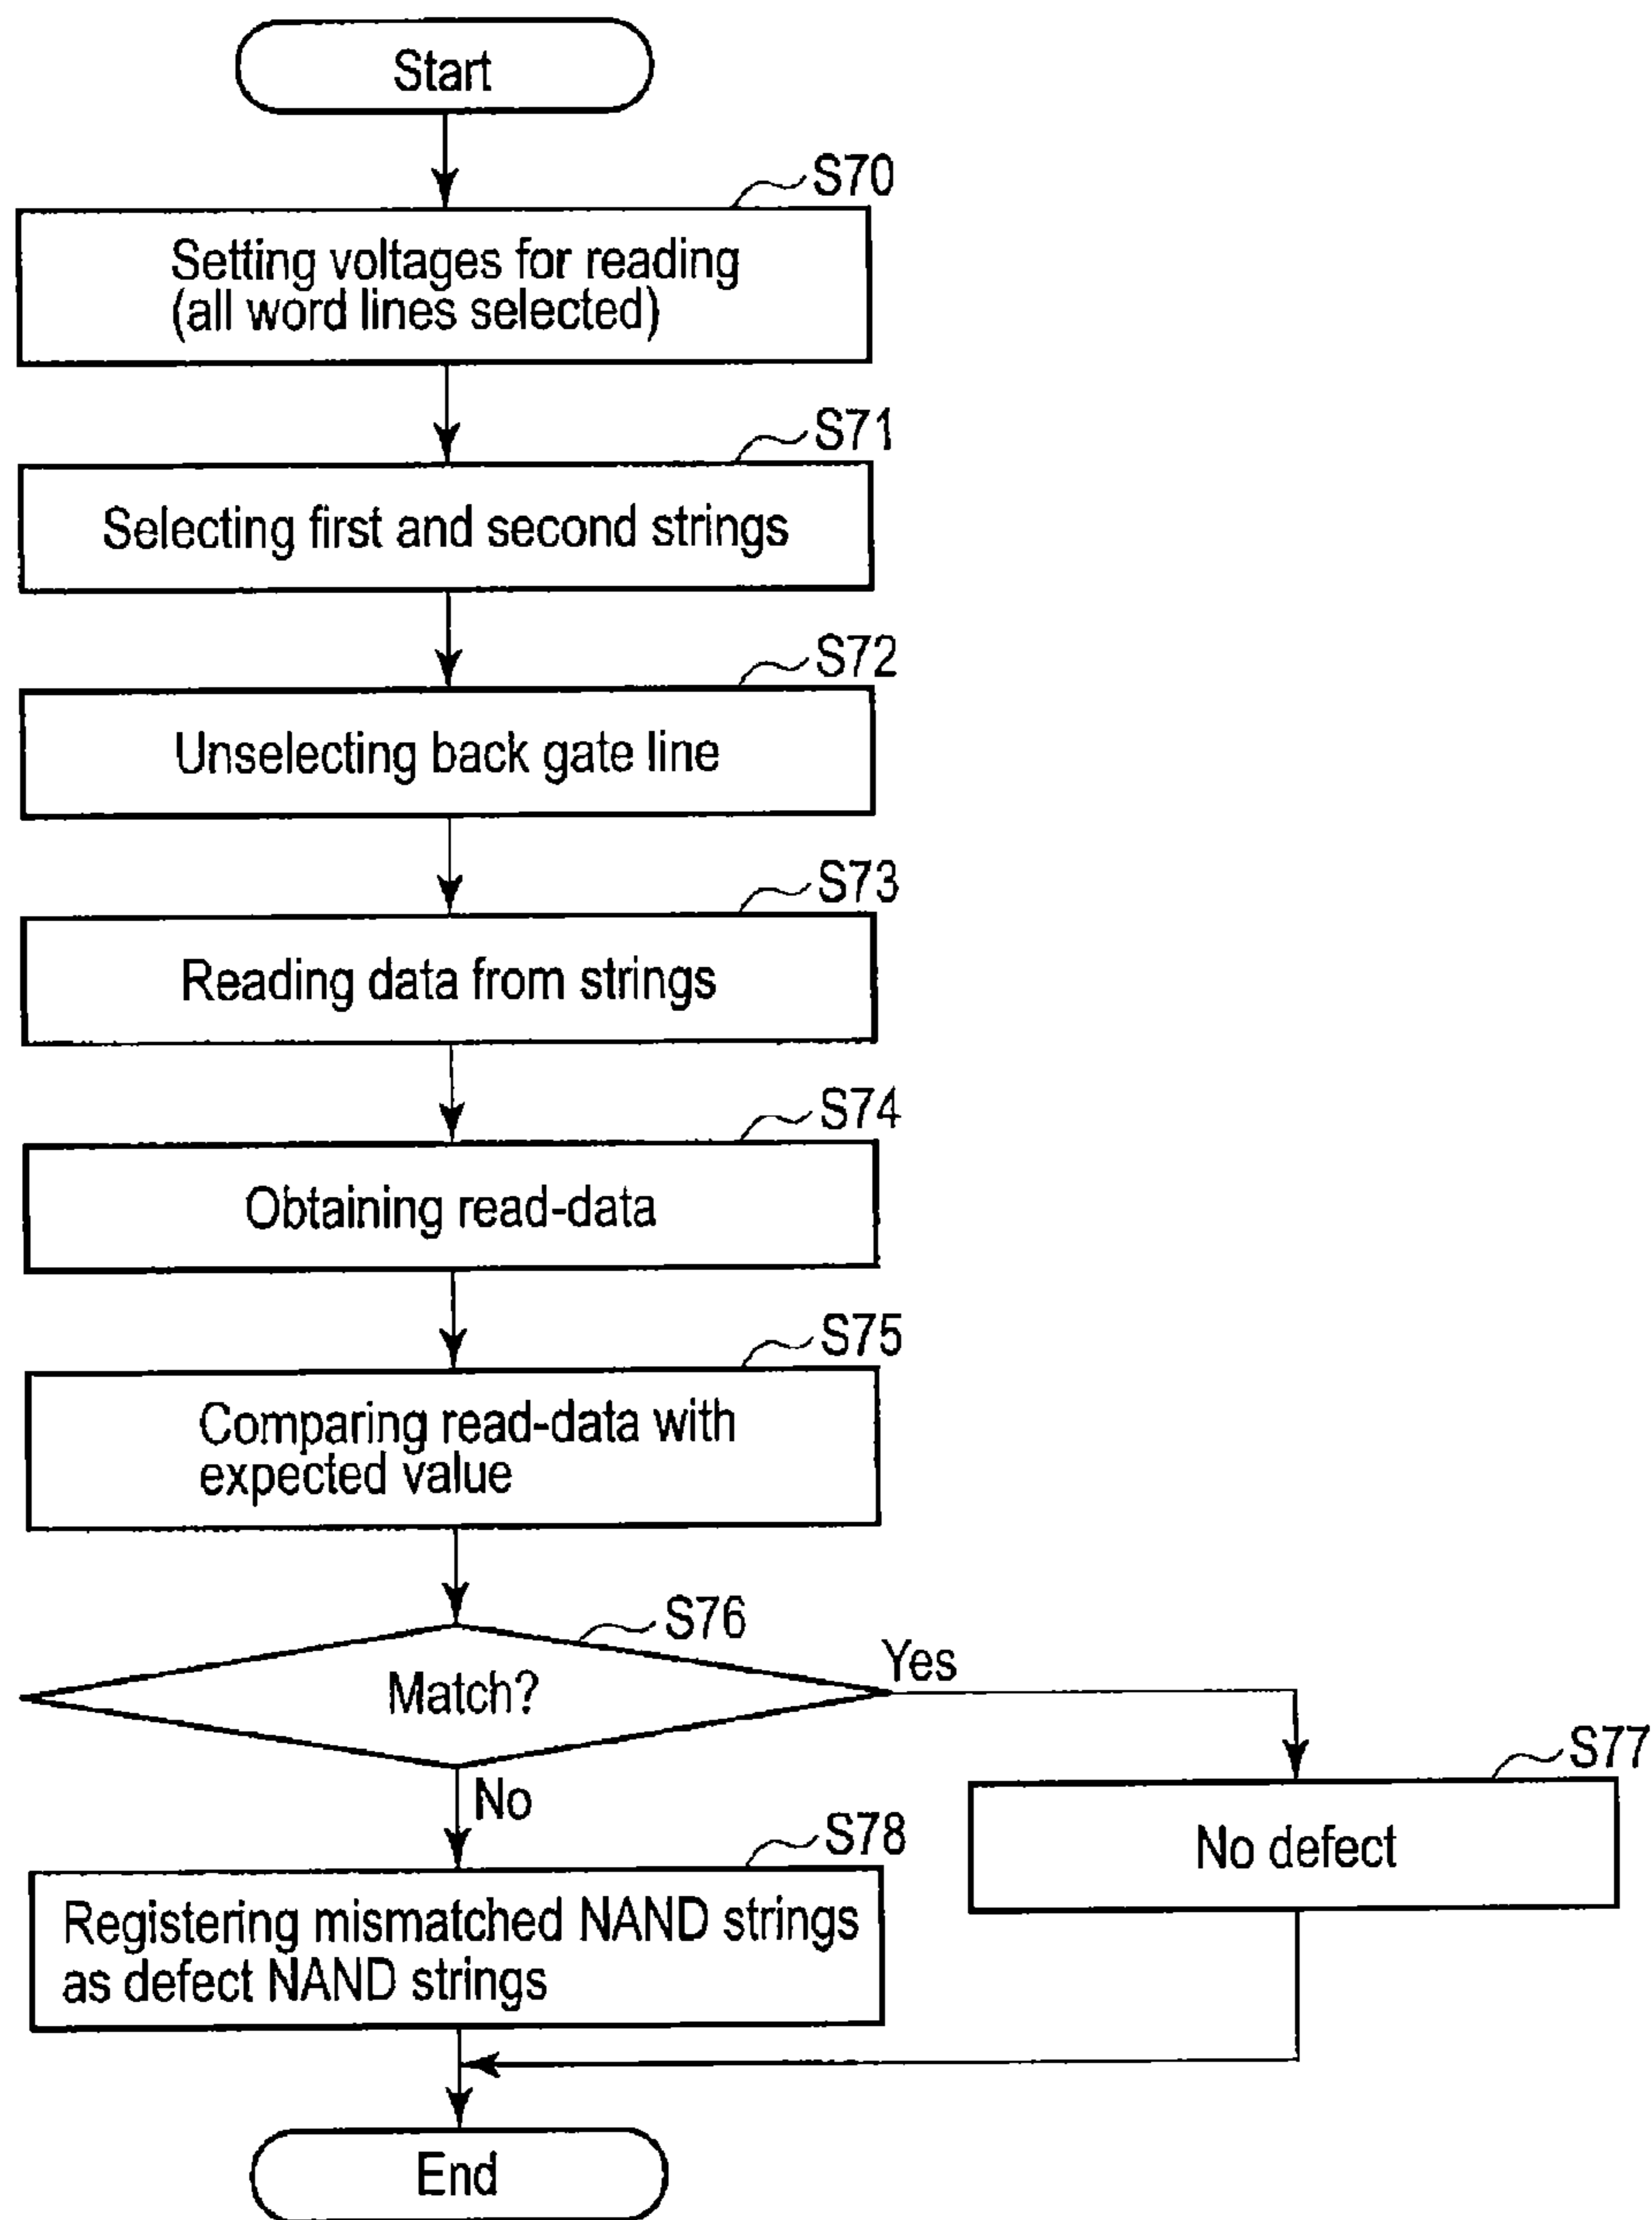 Start
S70
Setting voltages for reading
(all word lines selected)
S71
Selecting first and second strings
S72
Unselecting back gate line
S73
Reading data from strings
S74
Obtaining read-data
S75
Comparing read-data with
expected value
S76
Match?
Yes
No
S77
No defect
S78
Registering mismatched NAND strings
as defect NAND strings
End